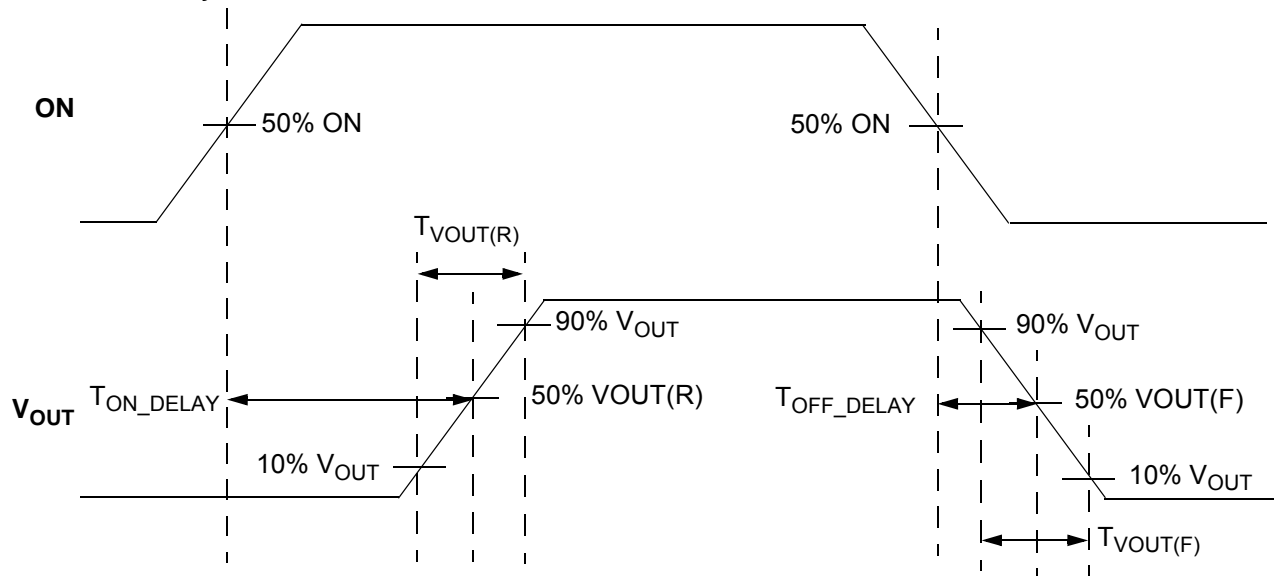 ON
50% ON
50% ON
TVOUT(R)
90% VOUT
90% VOUT
VOUT
TON_DELAY
50% VOUT(R)
TOFF_DELAY
50% VOUT(F)
10% VOUT
10% VOUT
TVOUT(F)